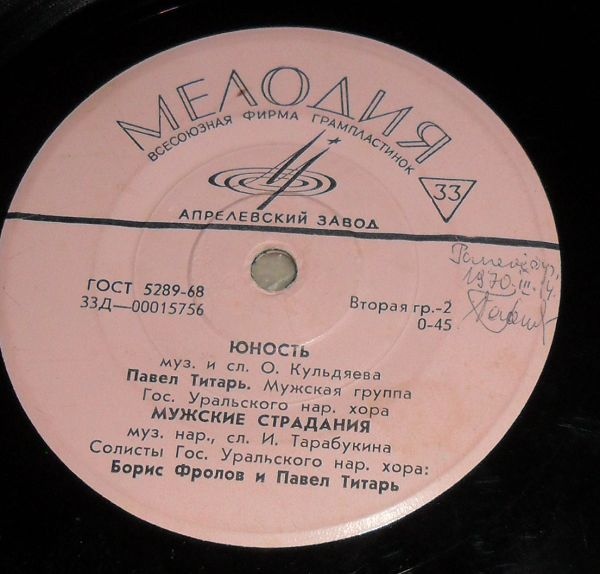 МЕЛОДИЯ
ВСЕСОЮЗНАЯ ФИРМА ГРАМПЛАСТИНОК
33
АПРЕЛЕВСКИЙ ЗАВОД
ГОСТ 5289-68
33Д—00015756
Вторая гр.-2
0-45
1970.III.
ЮНОСТЬ
муз. и сл. О. Кульдяева
Павел Титарь. Мужская группа
Гос. Уральского нар. хора
МУЖСКИЕ СТРАДАНИЯ
муз. нар., сл. И. Тарабукина
Солисты Гос. Уральского нар. хора:
Борис Фролов и Павел Титарь